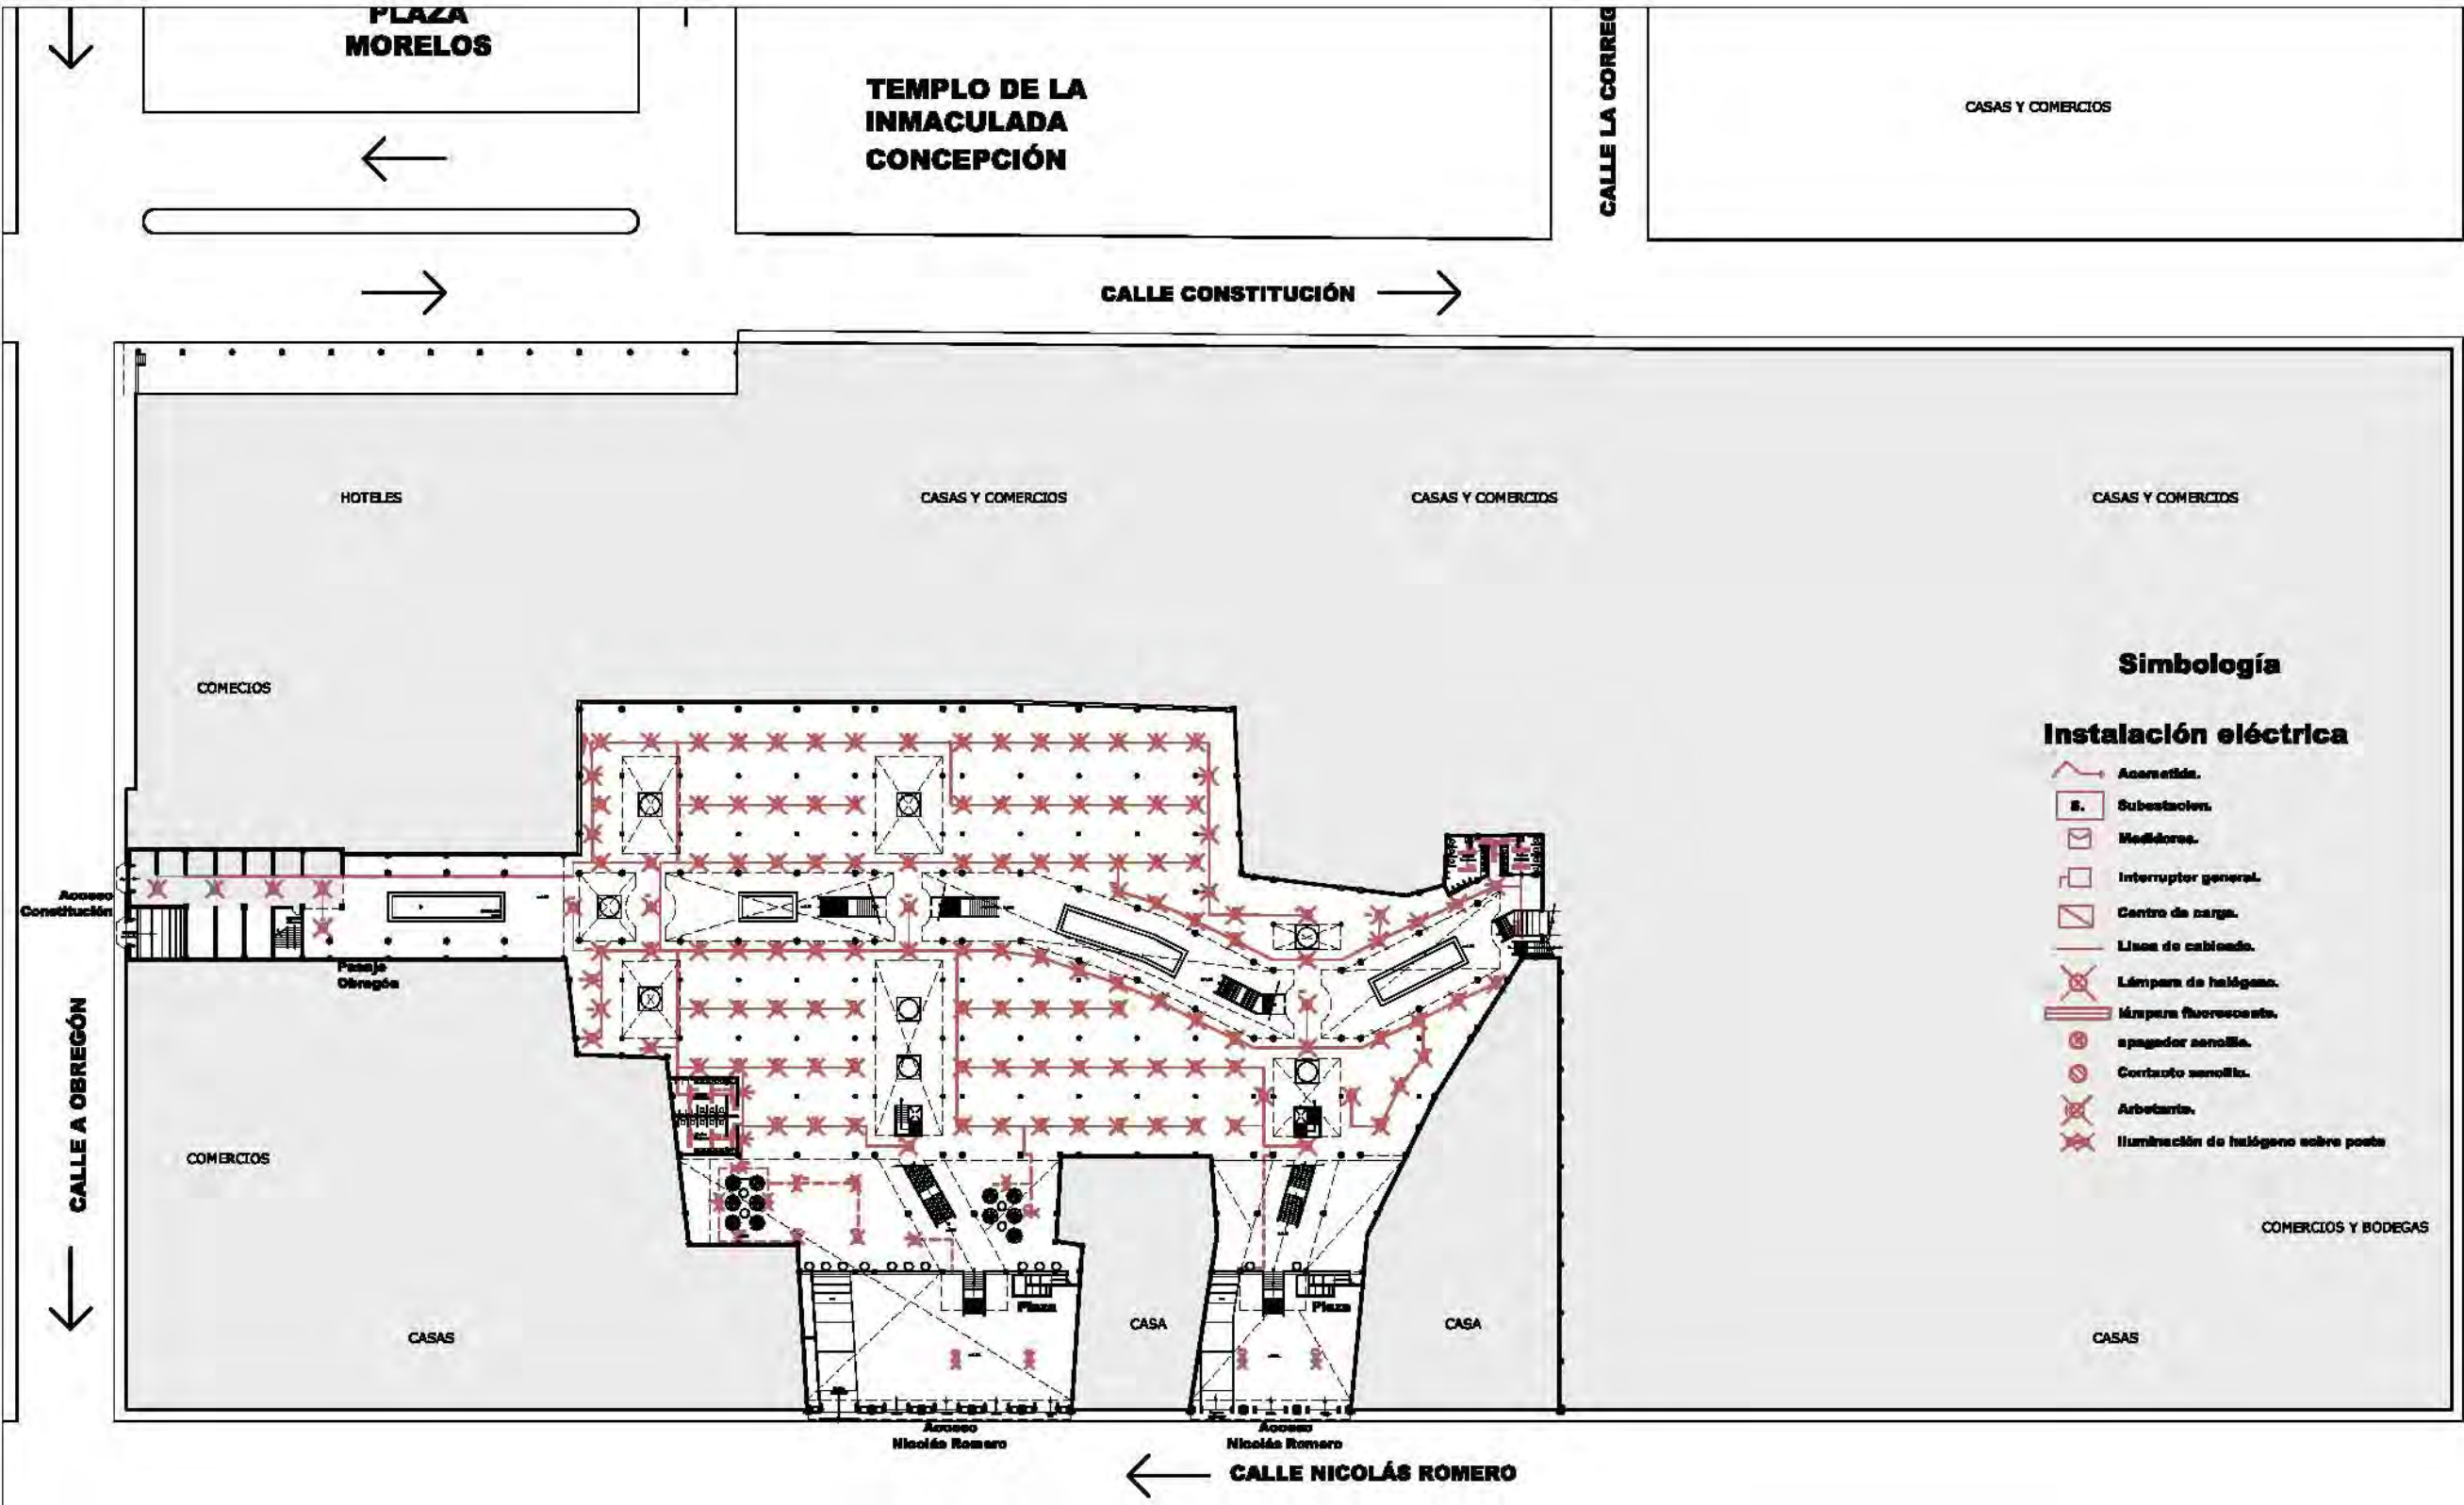 PLAZA
MORELOS
TEMPLO DE LA
INMACULADA
CONCEPCIÓN
CALLE LA CORREG
CASAS Y COMERCIOS
CALLE CONSTITUCIÓN
HOTELES
CASAS Y COMERCIOS
CASAS Y COMERCIOS
CASAS Y COMERCIOS
COMECIOS
Simbología
Instalación eléctrica
Acometida.
S.
Subestacion.
Medidores.
Interruptor general.
Centro de carga.
Linea de cableado.
Lámpara de halógeno.
lámpara fluorescente.
apagador sencillo.
Contacto sencillo.
Arbotante.
Iluminación de halógeno sobre poste
Acceso
Constitución
Pasaje
Obregón
CALLE A OBREGÓN
COMERCIOS
COMERCIOS Y BODEGAS
Plaza
Plaza
CASAS
CASA
CASA
CASAS
Acceso
Nicolás Romero
Acceso
Nicolás Romero
CALLE NICOLÁS ROMERO